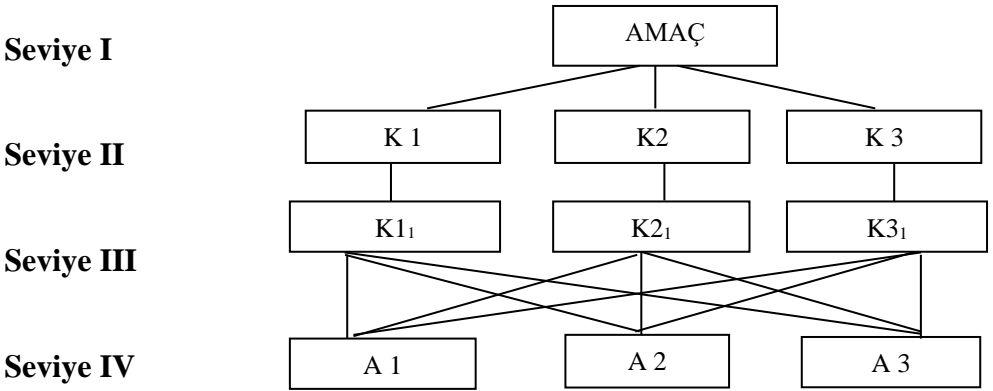 AMAÇ
Seviye I
K 1 K2 K 3
Seviye II
K1₁ K2₁ K3₁
Seviye III
A 1 A 2 A 3
Seviye IV